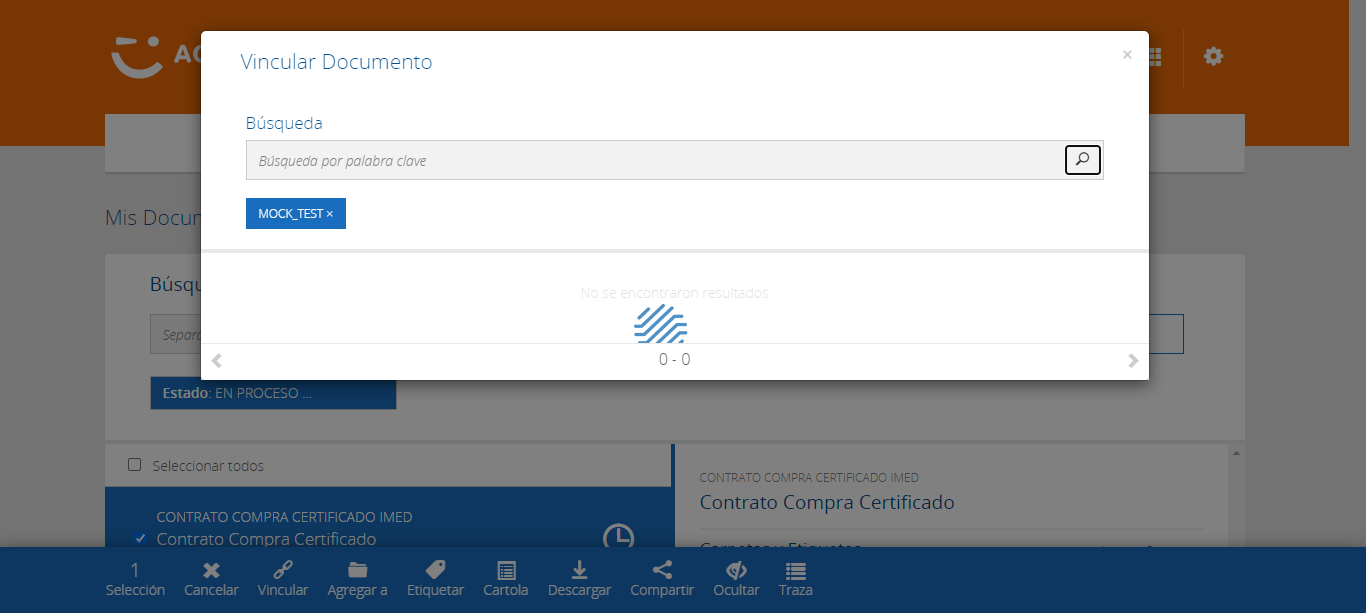 Vincular Documento
×
Búsqueda
Búsqueda por palabra clave
MOCK_TEST ×
No se encontraron resultados
0 - 0
Mis
Estado: EN PROCESO ...
Seleccionar todos
CONTRATO COMPRA CERTIFICADO IMED
Contrato Compra Certificado
CONTRATO COMPRA CERTIFICADO IMED
Contrato Compra Certificado
1
Selección
Cancelar
Vincular
Agregar a
Etiquetar
Cartola
Descargar
Compartir
Ocultar
Traza